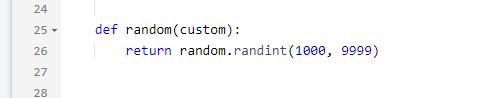 24
25 def random(custom):
26 return random.randint(1000, 9999)
27
28